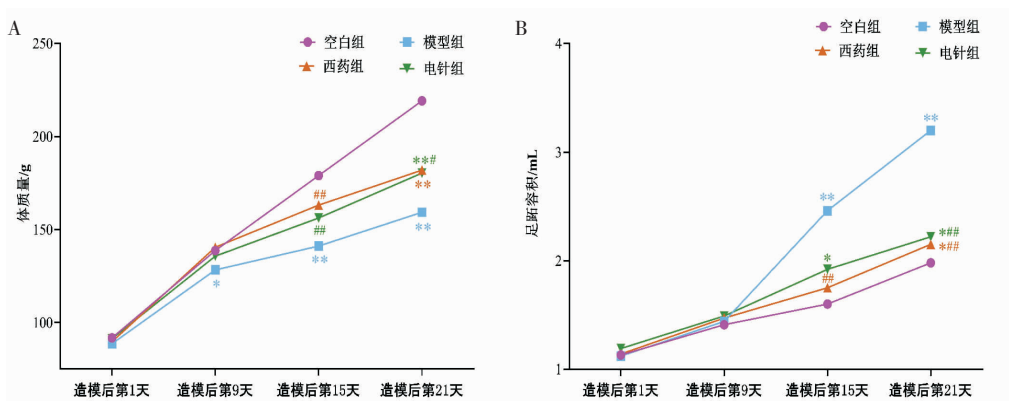 A
250
200
150
100
体质量/g
空白组
模型组
西药组
电针组
*
##
##
**
**#
**
**
造模后第1天
造模后第9天
造模后第15天
造模后第21天
B
4
3
2
1
足跖容积/mL
空白组
模型组
西药组
电针组
**
**
*
##
*##
*##
造模后第1天
造模后第9天
造模后第15天
造模后第21天